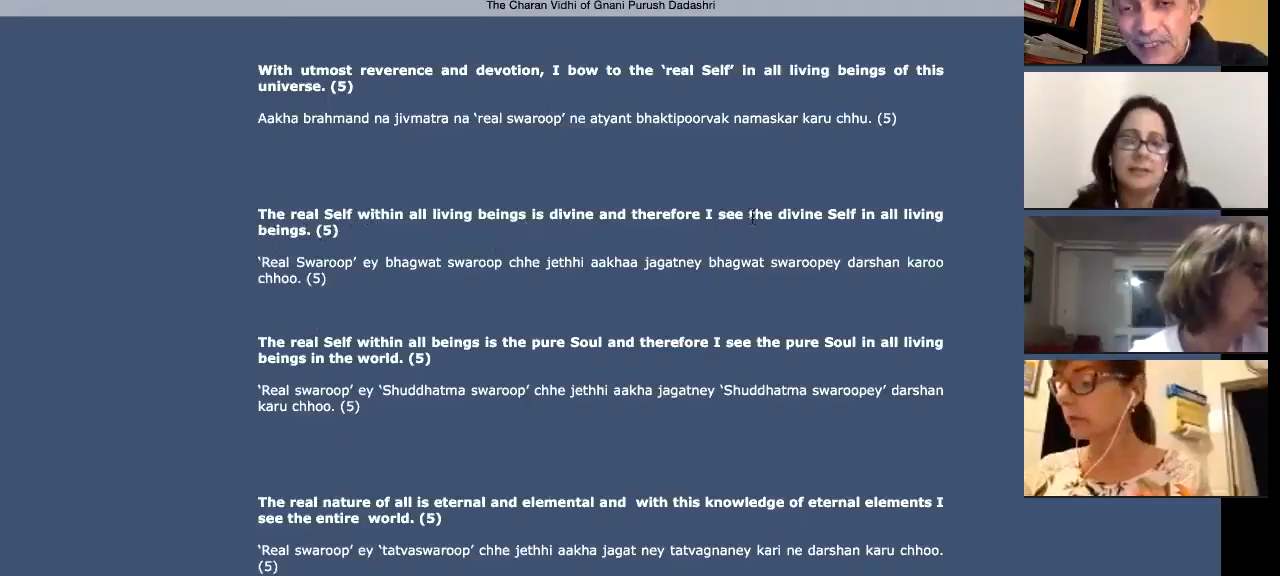 The Charan Vidhi of Gnani Purush Dadashri
With utmost reverence and devotion, I bow to the ‘real Self’ in all living beings of this
universe. (5)
Aakha brahmand na jivmatra na ‘real swaroop’ ne atyant bhaktipoorvak namaskar karu chhu. (5)
The real Self within all living beings is divine and therefore I see the divine Self in all living
beings. (5)
‘Real Swaroop’ ey bhagwat swaroop chhe jethhi aakhaa jagatney bhagwat swaroopey darshan karoo
chhoo. (5)
The real Self within all beings is the pure Soul and therefore I see the pure Soul in all living
beings in the world. (5)
‘Real swaroop’ ey ‘Shuddhatma swaroop’ chhe jethhi aakha jagatney ‘Shuddhatma swaroopey’ darshan
karu chhoo. (5)
The real nature of all is eternal and elemental and with this knowledge of eternal elements I
see the entire world. (5)
‘Real swaroop’ ey ‘tatvaswaroop’ chhe jethhi aakha jagat ney tatvagnaney kari ne darshan karu chhoo.
(5)